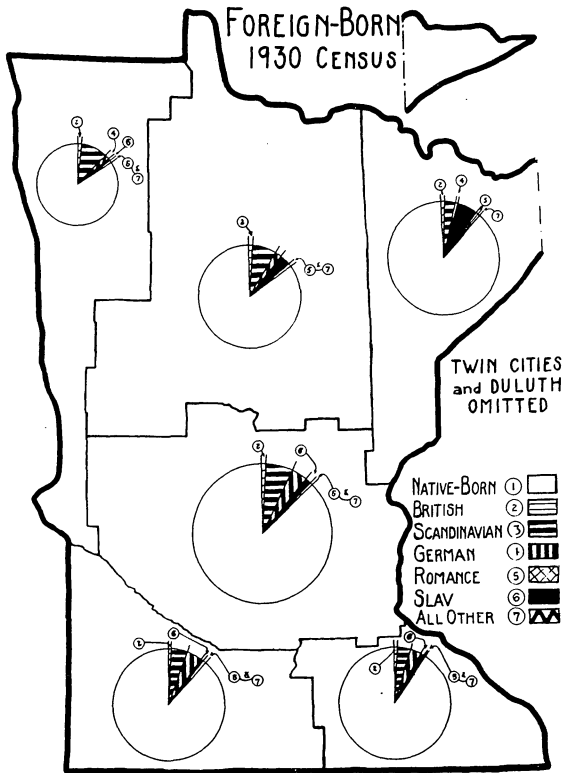 FOREIGN-BORN
1930 CENSUS
TWIN CITIES
and DULUTH
OMITTED
NATIVE-BORN 1
BRITISH 2
SCANDINAVIAN 3
GERMAN 4
ROMANCE 5
SLAV 6
ALL OTHER 7